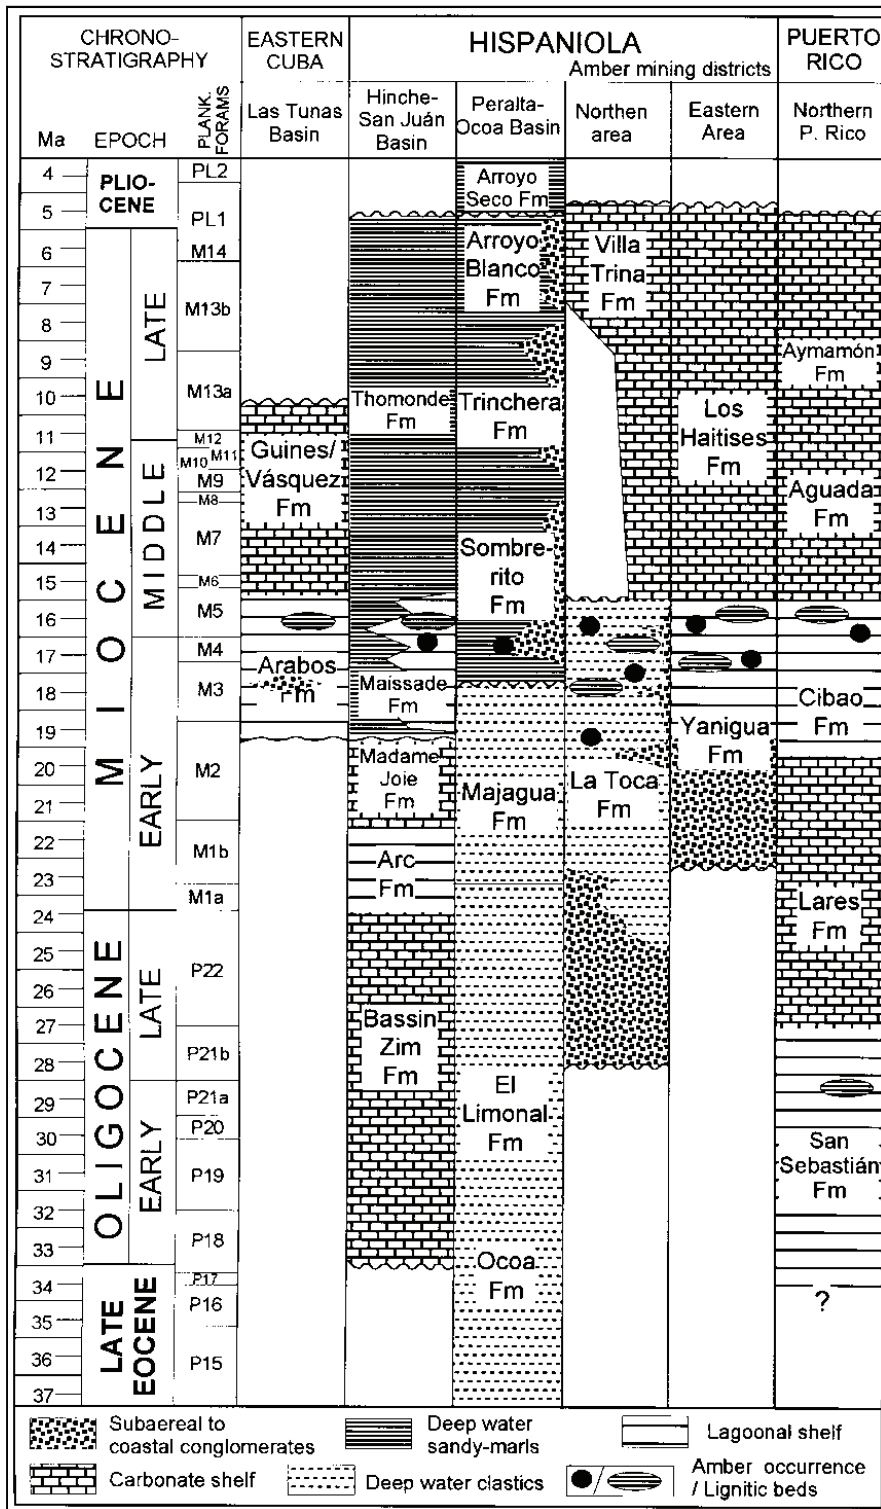 CHRONO-
STRATIGRAPHY
EASTERN
CUBA
HISPANIOLA
Amber mining districts
PUERTO
RICO
Ma
EPOCH
PLANK.
FORAMS
Las Tunas
Basin
Hinche-
San Juán
Basin
Peralta-
Ocoa Basin
Northen
area
Eastern
Area
Northern
P. Rico
4
5
6
7
8
9
10
11
12
13
14
15
16
17
18
19
20
21
22
23
24
25
26
27
28
29
30
31
32
33
34
35
36
37
PLIO-
CENE
MIOCENE
LATE
MIDDLE
EARLY
OLIGOCENE
LATE
EARLY
LATE
EOCENE
PL2
PL1
M14
M13b
M13a
M12
M11
M10
M9
M8
M7
M6
M5
M4
M3
M2
M1b
M1a
P22
P21b
P21a
P20
P19
P18
P17
P16
P15
Guines/
Vásquez
Fm
Arabos
Fm
Thomonde
Fm
Maissade
Fm
Madame
Joie
Fm
Arc
Fm
Bassin
Zim
Fm
Arroyo
Seco Fm
Arroyo
Blanco
Fm
Trinchera
Fm
Sombre-
rito
Fm
Majagua
Fm
El
Limonal
Fm
Ocoa
Fm
Villa
Trina
Fm
La Toca
Fm
Los
Haitises
Fm
Yanigua
Fm
Aymamón
Fm
Aguada
Fm
Cibao
Fm
Lares
Fm
San
Sebastián
Fm
?
Subaereal to
coastal conglomerates
Deep water
sandy-marls
Lagoonal shelf
Carbonate shelf
Deep water clastics
/
Amber occurrence
/ Lignitic beds